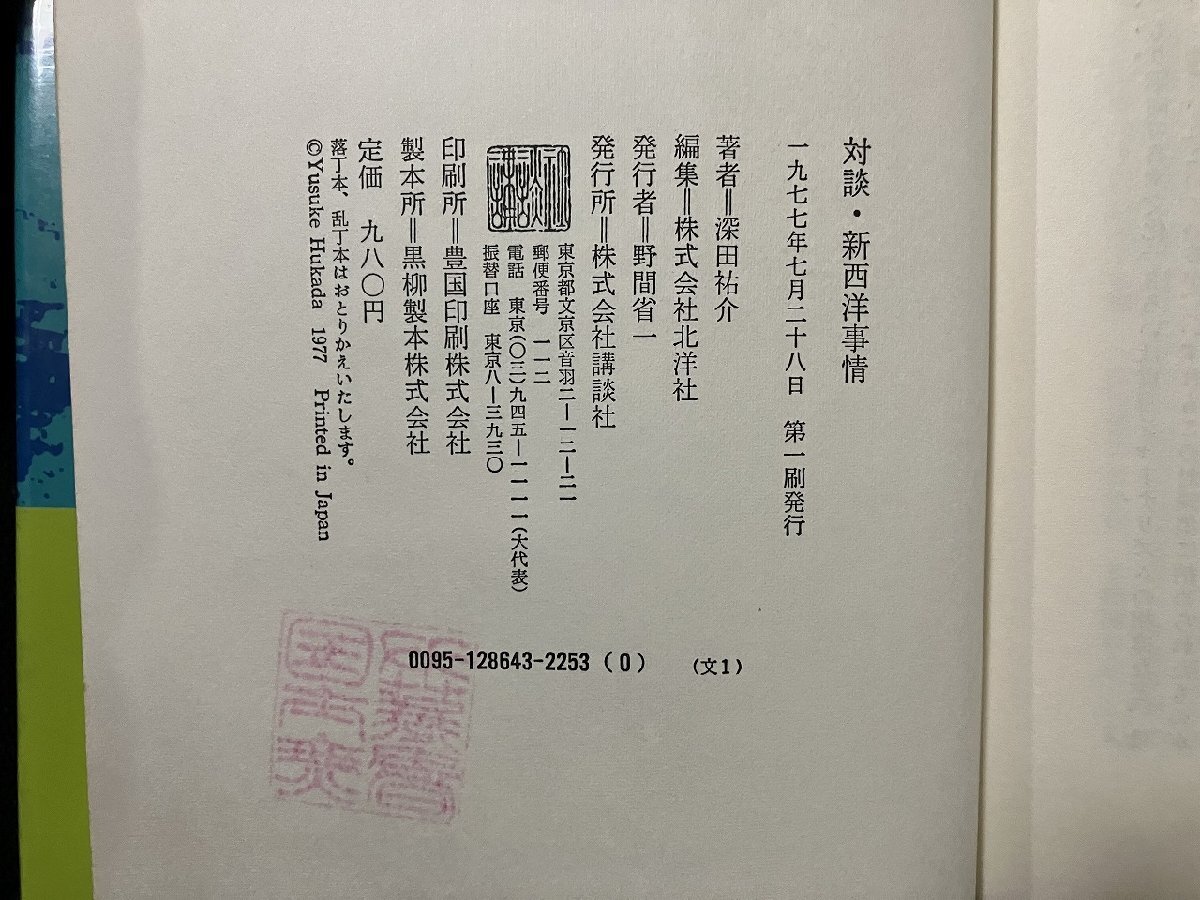 対談・新西洋事情
一九七七年七月二十八日　第一刷発行
著者＝深田祐介
編集＝株式会社北洋社
発行者＝野間省一
発行所＝株式会社講談社
東京都文京区音羽二―一二―二一
郵便番号　一一二
電話　東京(〇三)九四五―一一一一(大代表)
振替口座　東京八―三九三〇
印刷所＝豊国印刷株式会社
製本所＝黒柳製本株式会社
定価　九八〇円
落丁本、乱丁本はおとりかえいたします。
©Yusuke Hukada 1977 Printed in Japan
0095-128643-2253 (0) (文1)